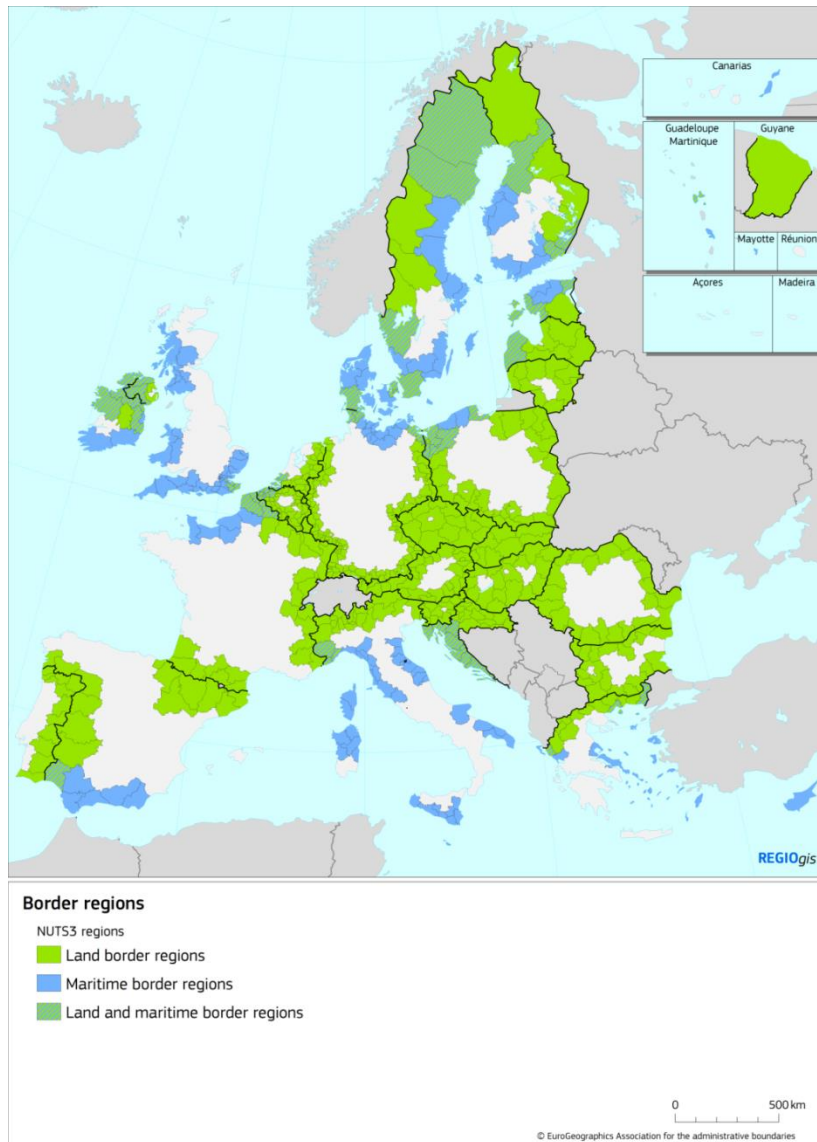 Canarias
Guadeloupe
Martinique
Guyane
Mayotte
Réunion
Açores
Madeira
REGIOgis
Border regions
NUTS3 regions
Land border regions
Maritime border regions
Land and maritime border regions
0 500 km
© EuroGeographics Association for the administrative boundaries